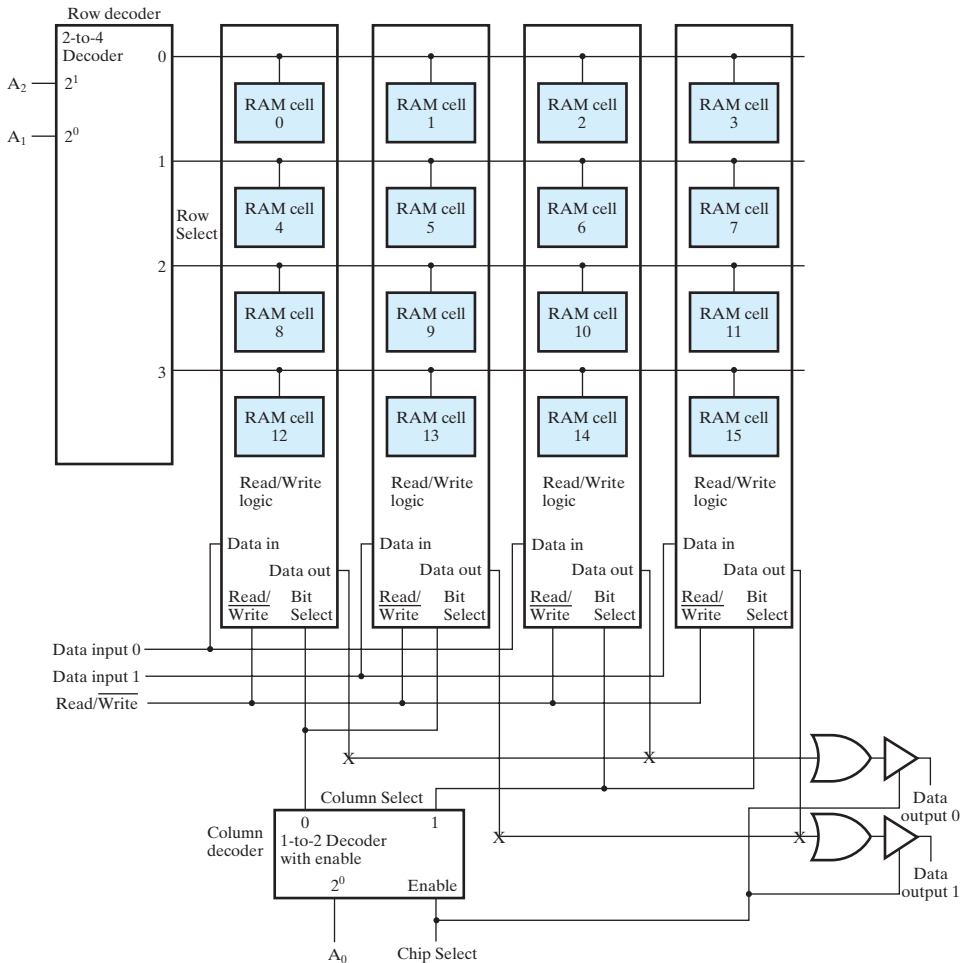 Row decoder
2-to-4
Decoder
A₂
2¹
A₁
2⁰
0
1
2
3
Row
Select
RAM cell
0
RAM cell
1
RAM cell
2
RAM cell
3
RAM cell
4
RAM cell
5
RAM cell
6
RAM cell
7
RAM cell
8
RAM cell
9
RAM cell
10
RAM cell
11
RAM cell
12
RAM cell
13
RAM cell
14
RAM cell
15
Read/Write
logic
Read/Write
logic
Read/Write
logic
Read/Write
logic
Data in
Data in
Data in
Data in
Data out
Data out
Data out
Data out
Read/
Write
Bit
Select
Read/
Write
Bit
Select
Read/
Write
Bit
Select
Read/
Write
Bit
Select
Data input 0
Data input 1
Read/Write
X
X
Data
output 0
Column Select
Column
decoder
0
1
1-to-2 Decoder
with enable
2⁰
Enable
X
X
Data
output 1
A₀
Chip Select